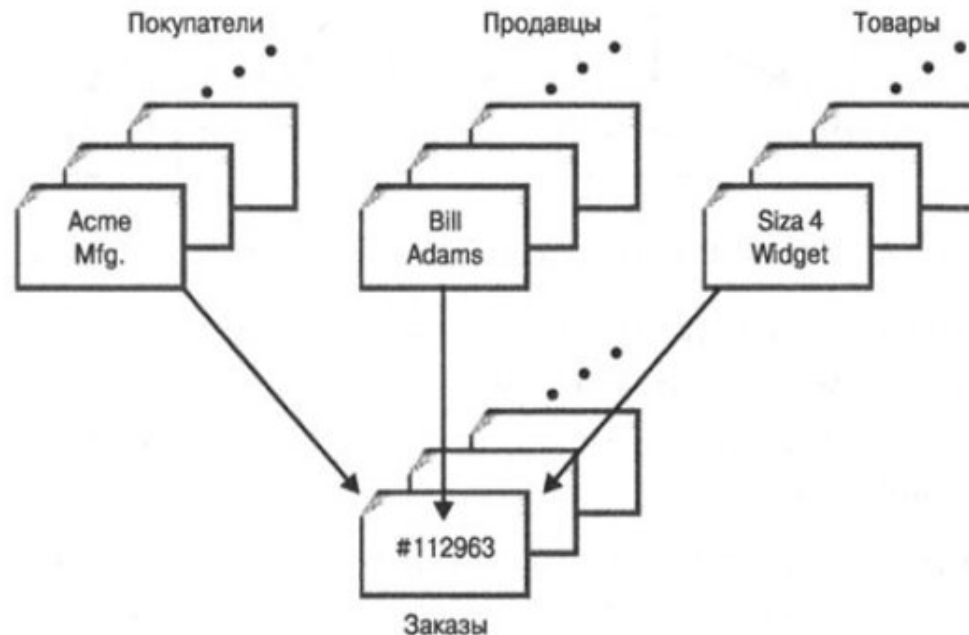 Покупатели
Продавцы
Товары
Acme
Mfg.
Bill
Adams
Siza 4
Widget
#112963
Заказы